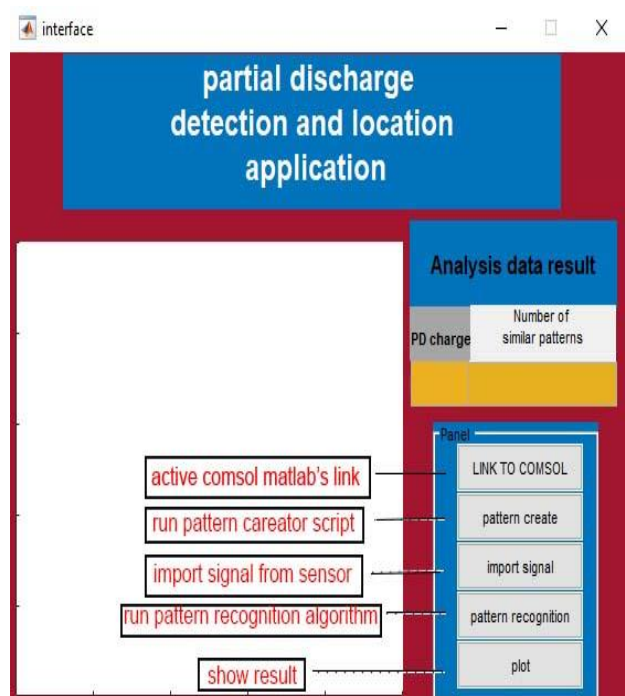 interface
partial discharge
detection and location
application
Analysis data result
PD charge
Number of
similar patterns
Panel
active comsol matlab's link
LINK TO COMSOL
run pattern careator script
pattern create
import signal from sensor
import signal
run pattern recognition algorithm
pattern recognition
show result
plot